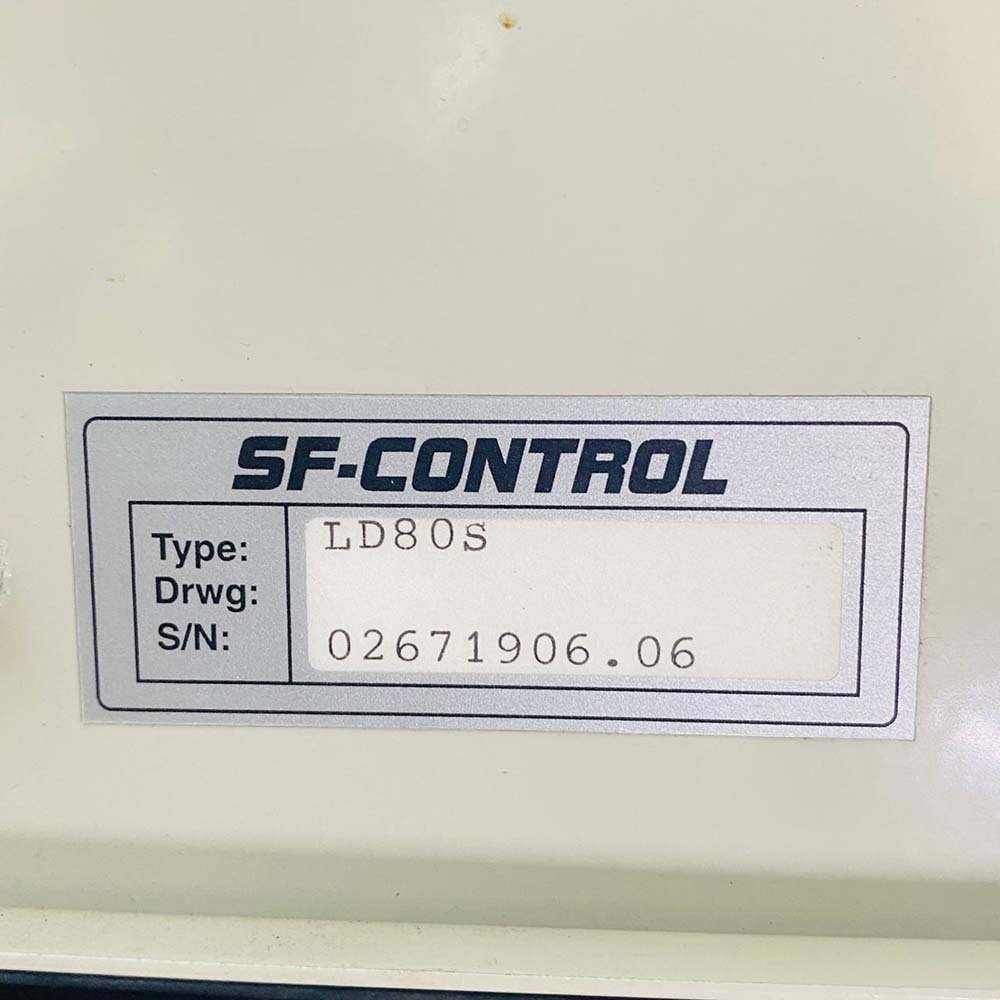 SF-CONTROL
Type: LD80S
Drwg:
S/N: 02671906.06